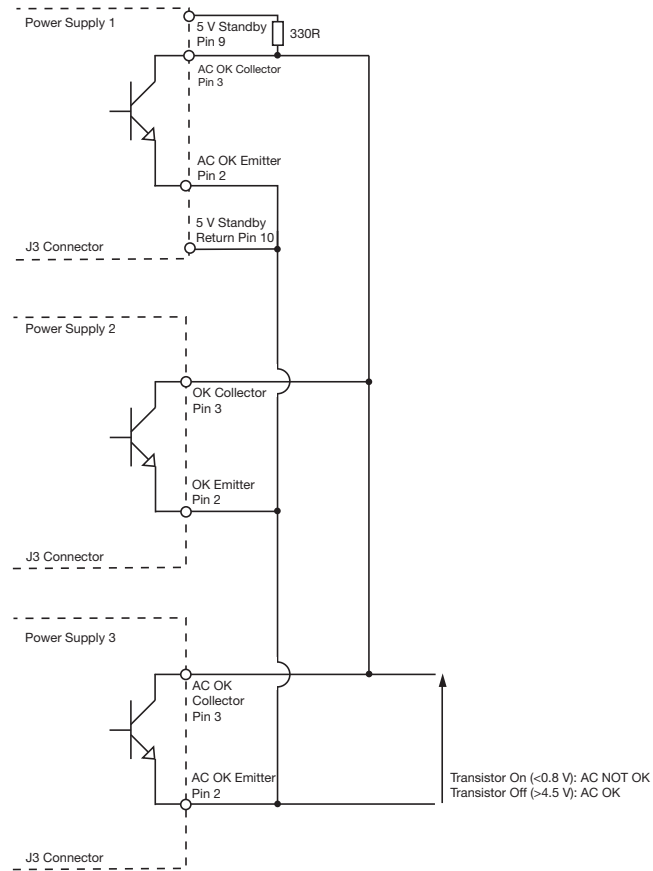 Power Supply 1
5 V Standby
Pin 9
330R
AC OK Collector
Pin 3
AC OK Emitter
Pin 2
5 V Standby
Return Pin 10
J3 Connector
Power Supply 2
OK Collector
Pin 3
OK Emitter
Pin 2
J3 Connector
Power Supply 3
AC OK
Collector
Pin 3
AC OK Emitter
Pin 2
Transistor On (<0.8 V): AC NOT OK
Transistor Off (>4.5 V): AC OK
J3 Connector